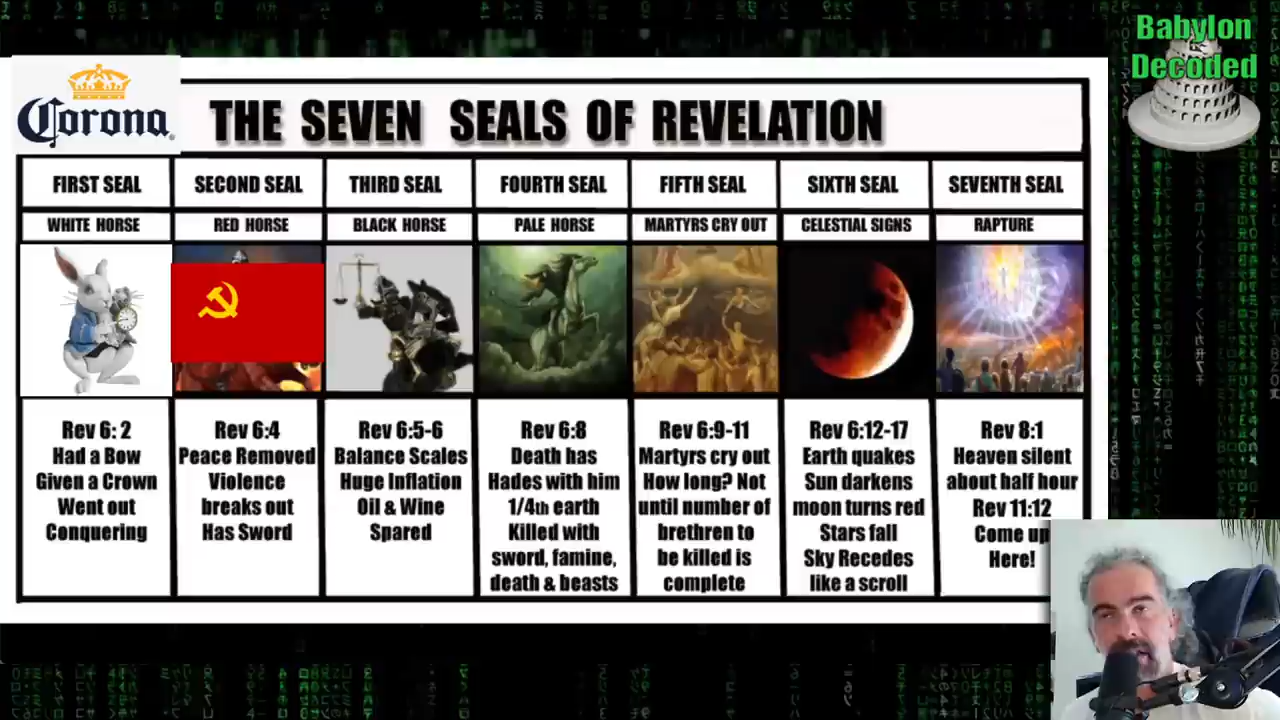 Babylon
Decoded
Corona
THE SEVEN SEALS OF REVELATION
FIRST SEAL
SECOND SEAL
THIRD SEAL
FOURTH SEAL
FIFTH SEAL
SIXTH SEAL
SEVENTH SEAL
WHITE HORSE
RED HORSE
BLACK HORSE
PALE HORSE
MARTYRS CRY OUT
CELESTIAL SIGNS
RAPTURE
Rev 6: 2
Had a Bow
Given a Crown
Went out
Conquering
Rev 6:4
Peace Removed
Violence
breaks out
Has Sword
Rev 6:5-6
Balance Scales
Huge Inflation
Oil & Wine
Spared
Rev 6:8
Death has
Hades with him
1/4th earth
Killed with
sword, famine,
death & beasts
Rev 6:9-11
Martyrs cry out
How long? Not
until number of
brethren to
be killed is
complete
Rev 6:12-17
Earth quakes
Sun darkens
moon turns red
Stars fall
Sky Recedes
like a scroll
Rev 8:1
Heaven silent
about half hour
Rev 11:12
Come up
Here!